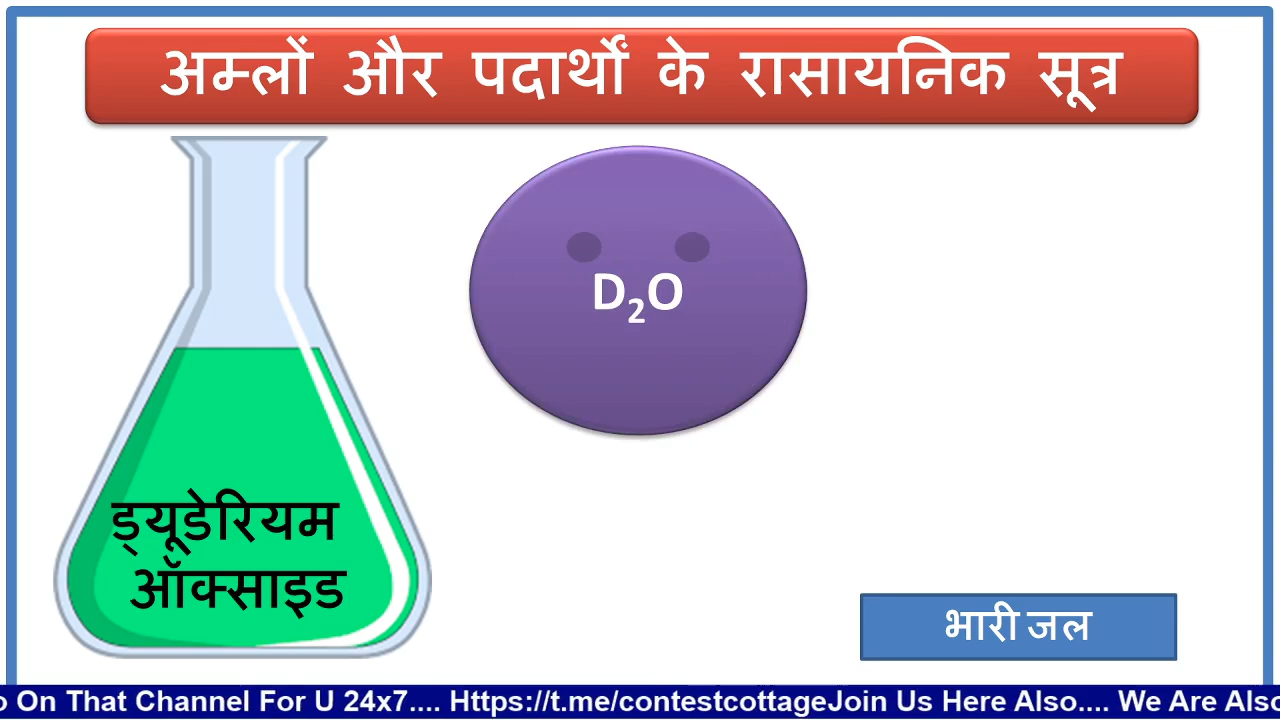 अम्लों और पदार्थों के रासायनिक सूत्र
D₂O
ड्यूडेरियम
ऑक्साइड
भारी जल
o On That Channel For U 24x7.... Https://t.me/contestcottageJoin Us Here Also.... We Are Also